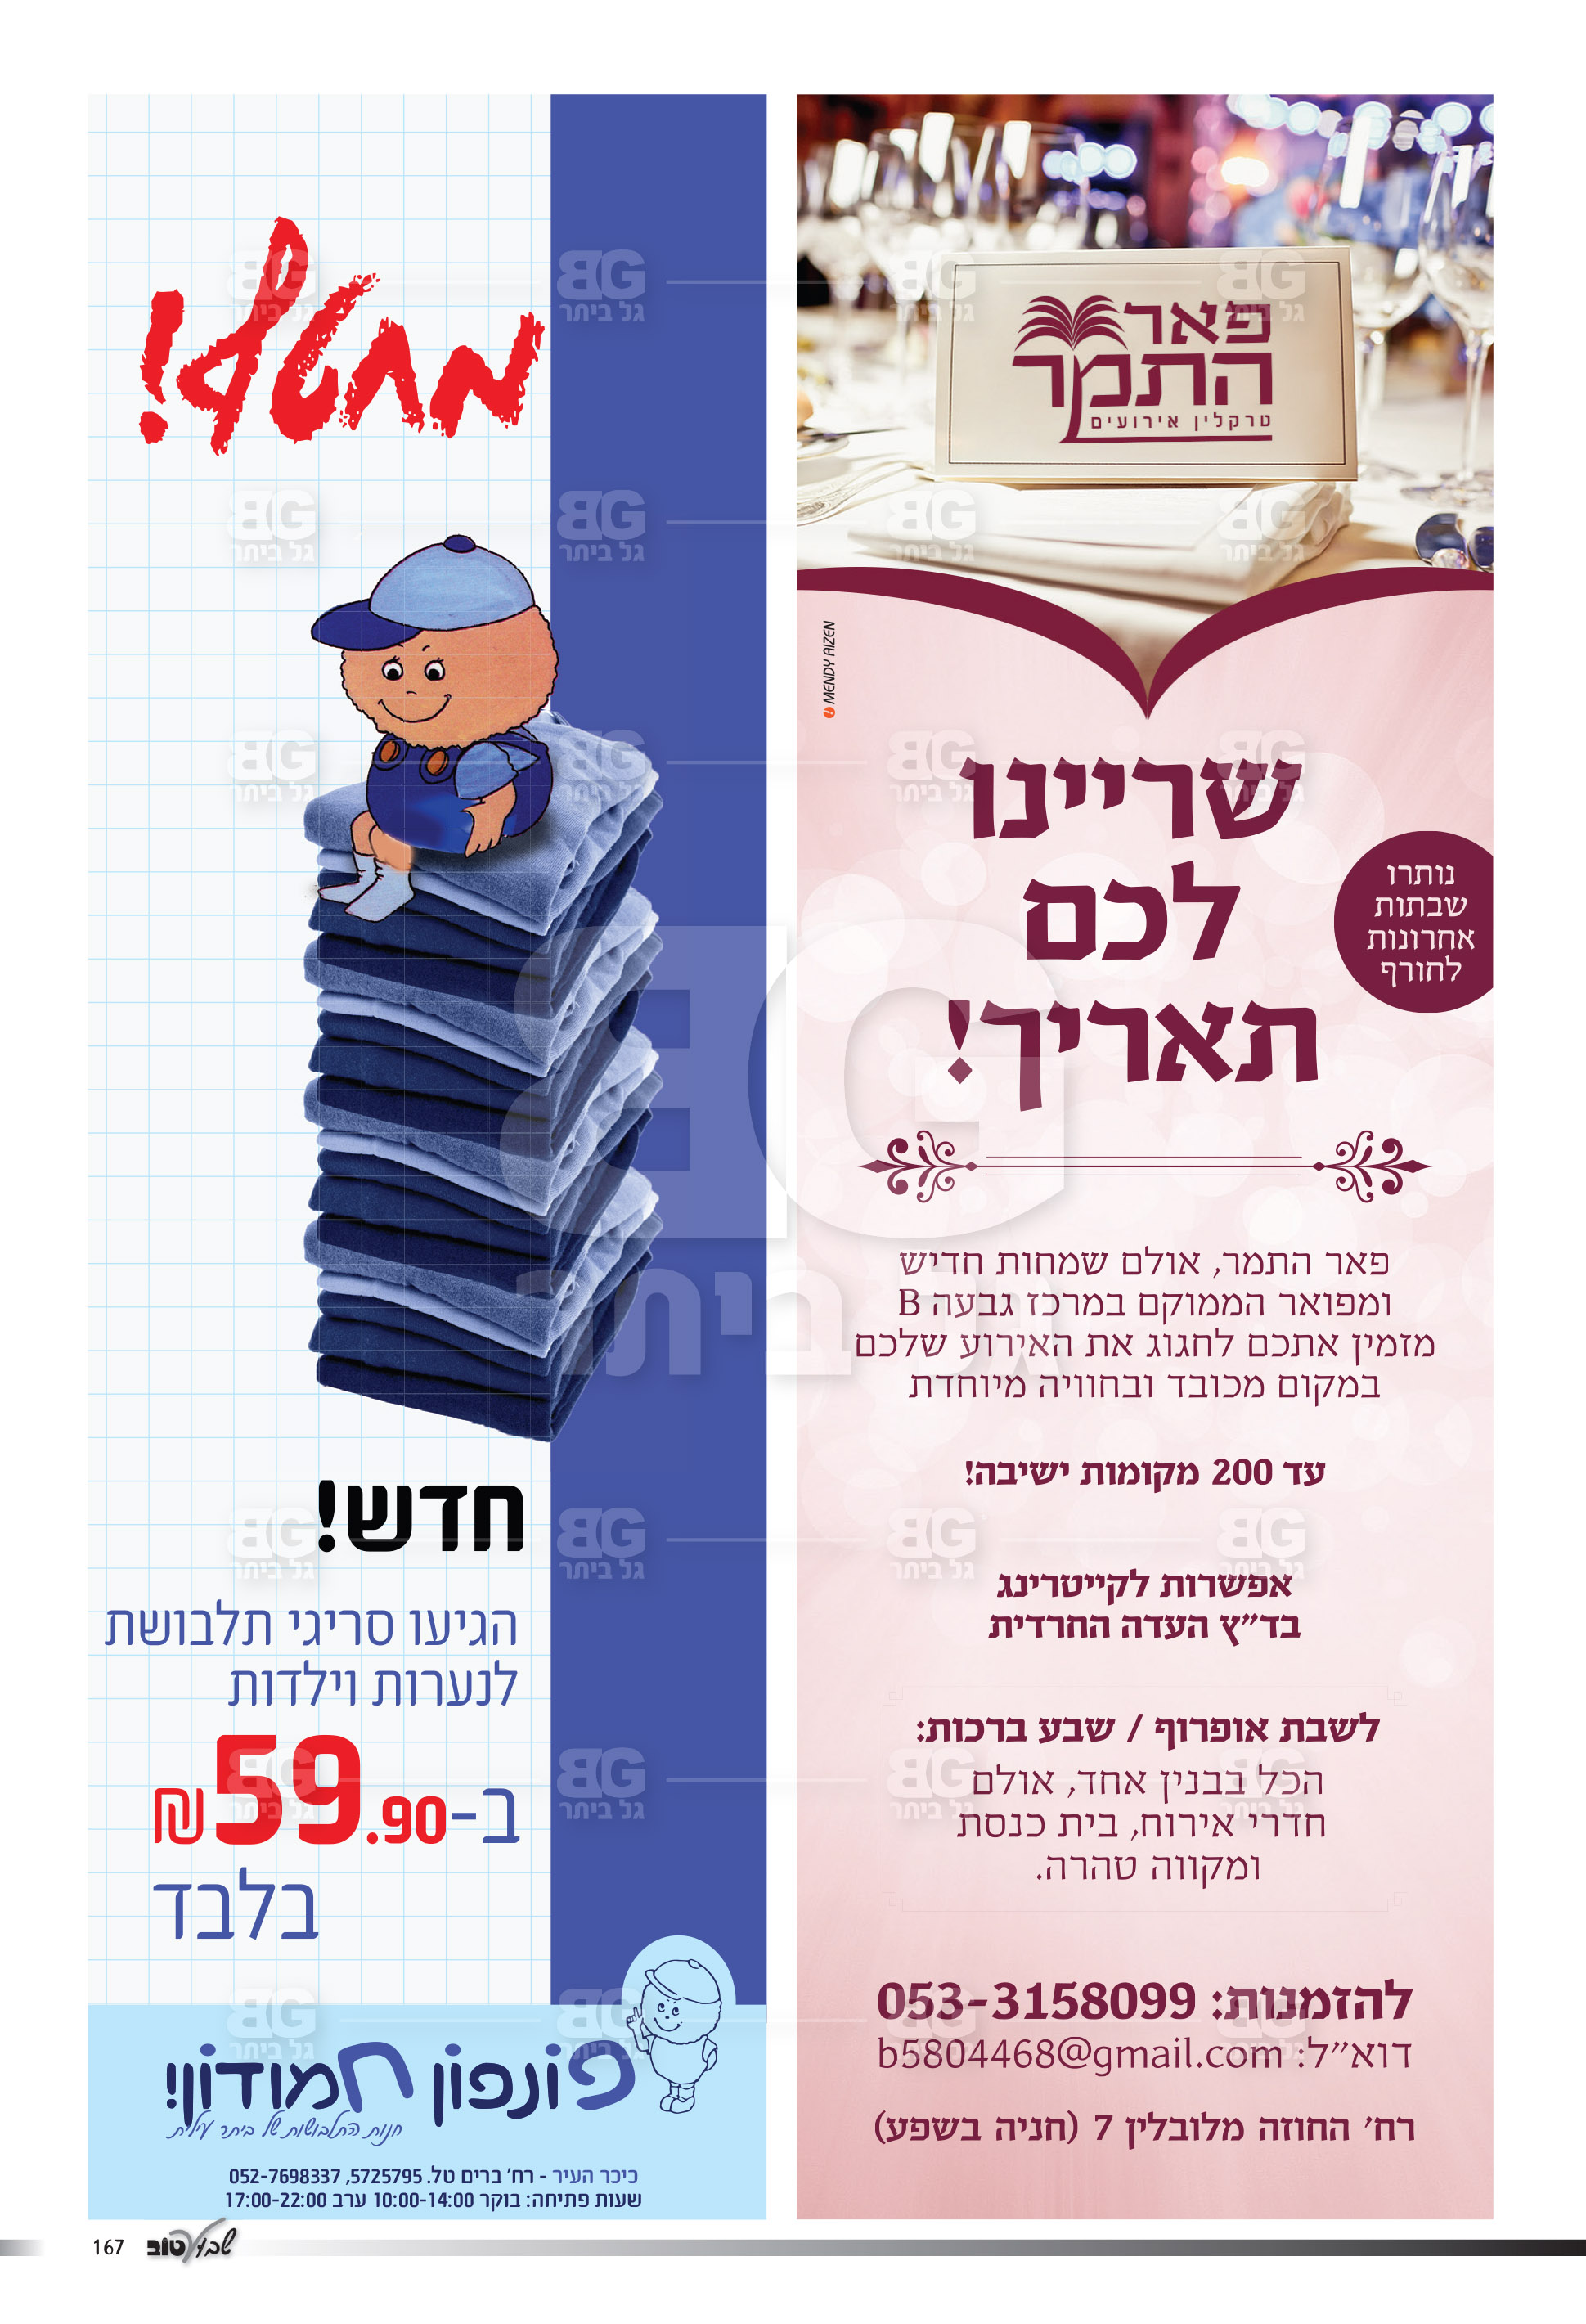 פאר
התמר
טרקלין אירועים
MENDY AIZEN
שריינו
לכם
תאריך!
נותרו
שבתות
אחרונות
לחורף
פאר התמר, אולם שמחות חדיש
ומפואר הממוקם במרכז גבעה B
מזמין אתכם לחגוג את האירוע שלכם
במקום מכובד ובחוויה מיוחדת
עד 200 מקומות ישיבה!
אפשרות לקייטרינג
בד״ץ העדה החרדית
לשבת אופרוף / שבע ברכות:
הכל בבנין אחד, אולם
חדרי אירוח, בית כנסת
ומקווה טהרה.
להזמנות: 053-3158099
דוא״ל: b5804468@gmail.com
רח׳ החוזה מלובלין 7 (חניה בשפע)
מושלם!
חדש!
הגיעו סריגי תלבושת
לנערות וילדות
ב-59.90₪
בלבד
פונפון חמודון!
חנות התלבושות של ביתר עילית
כיכר העיר - רח׳ ברים טל. 5725795, 052-7698337
שעות פתיחה: בוקר 10:00-14:00 ערב 17:00-22:00
BG
גל ביתר
167
שבוע טוב